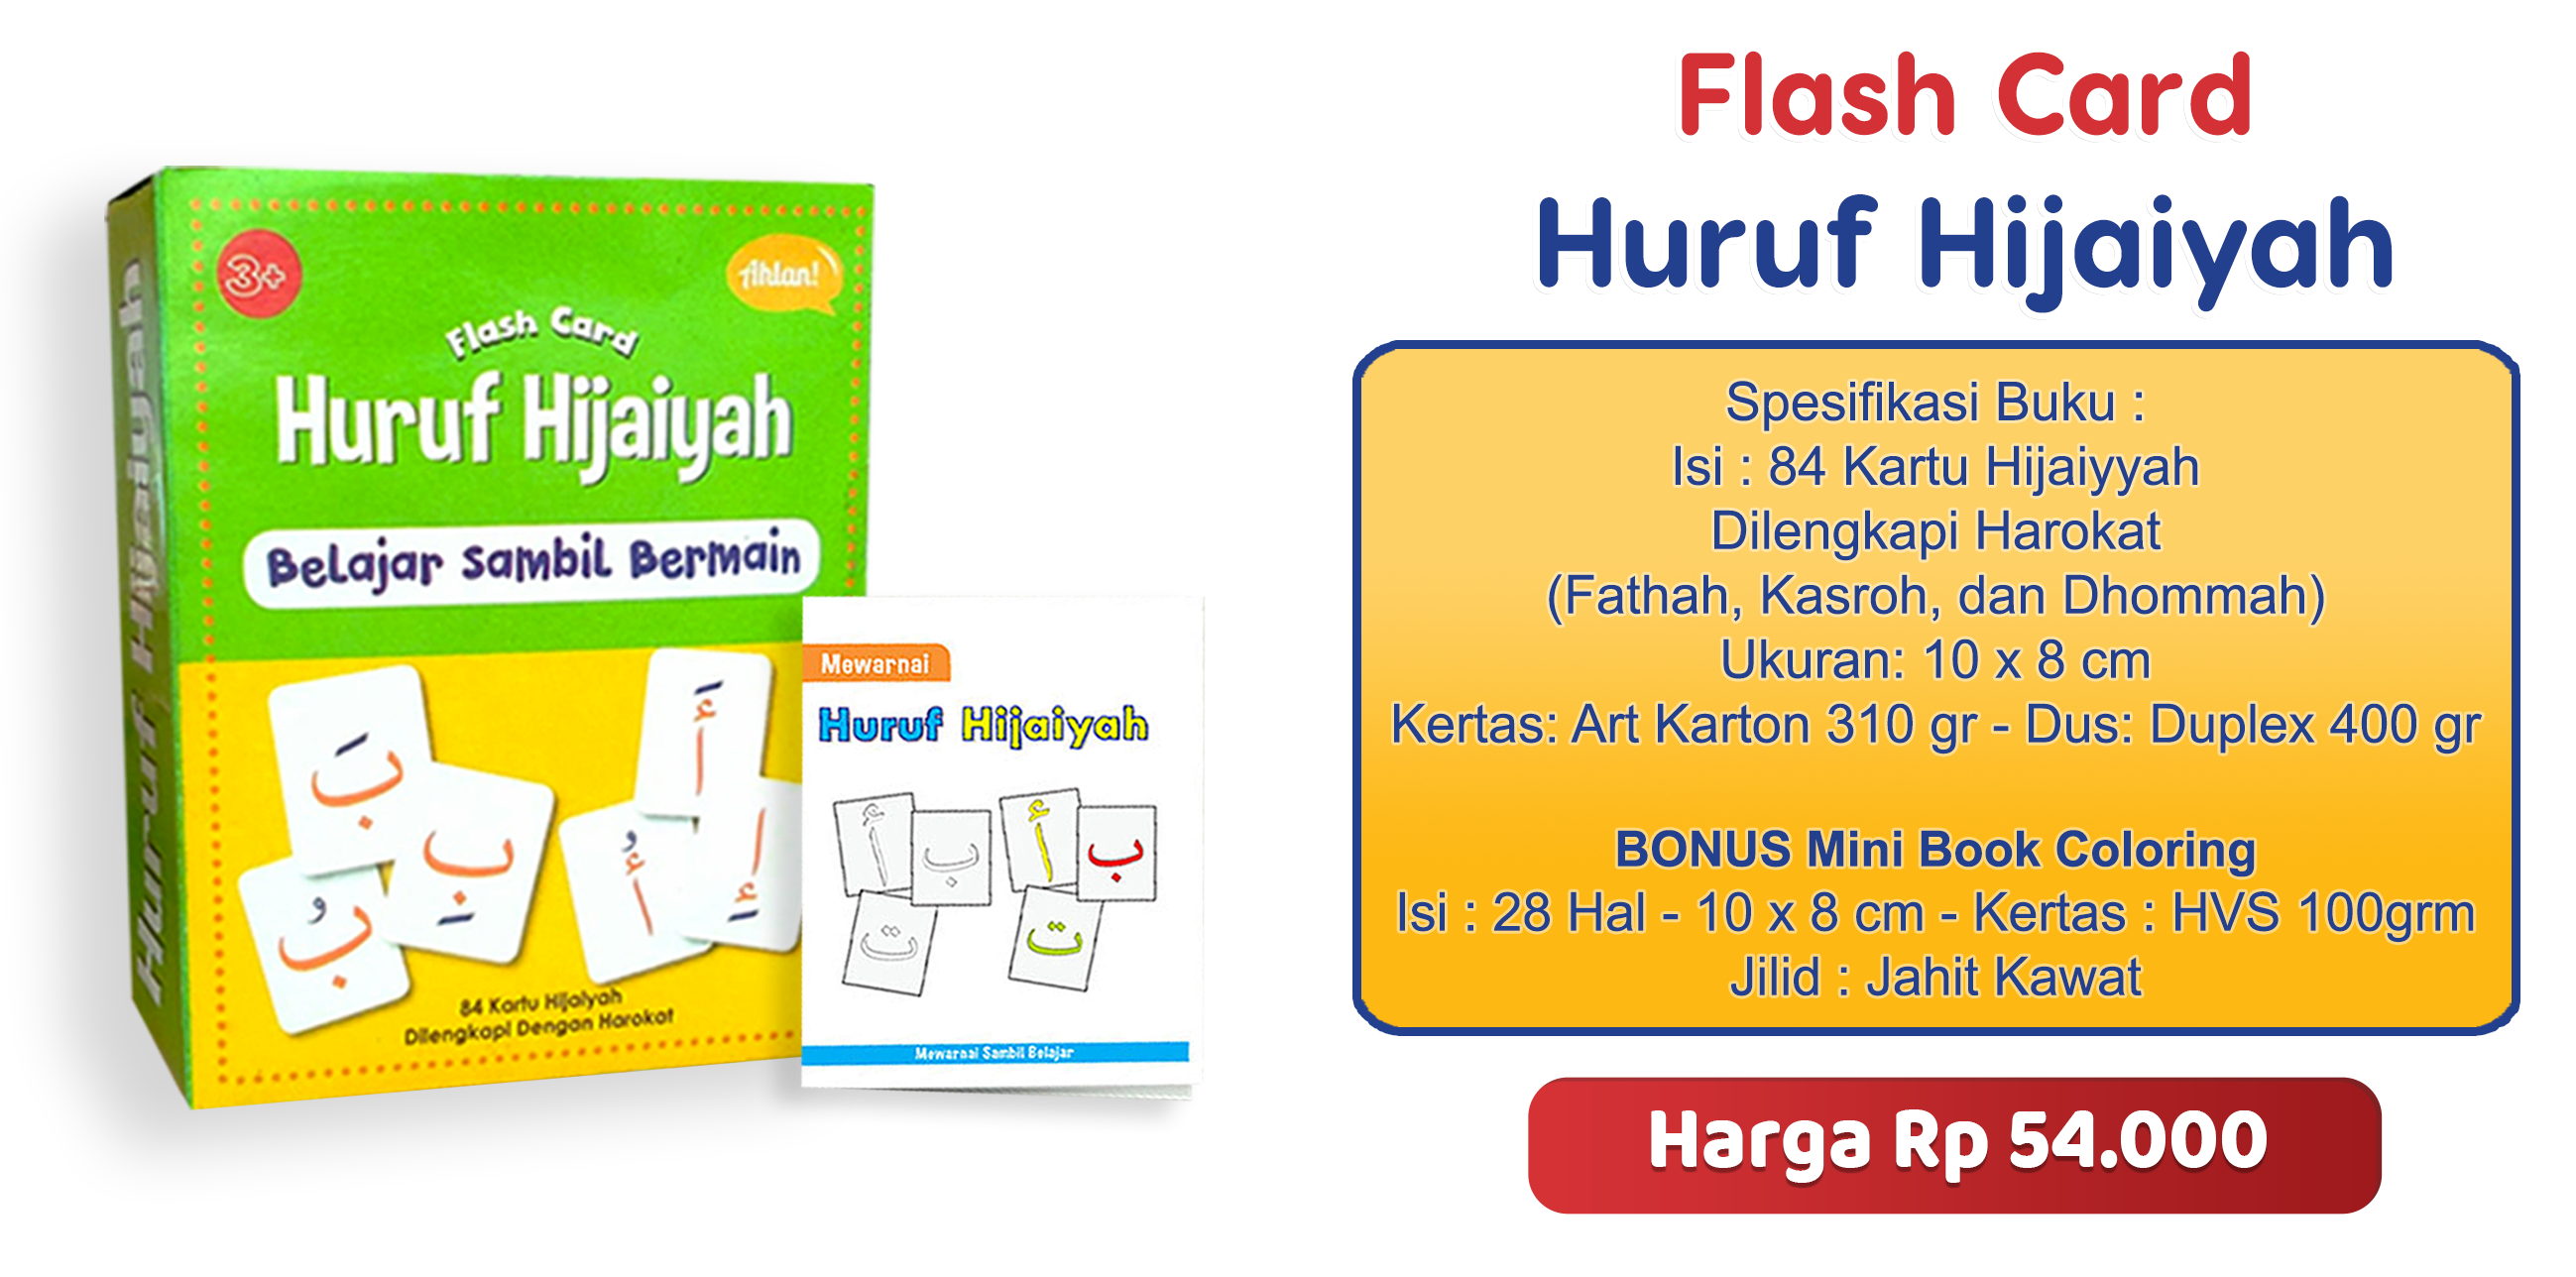 Flash Card
Huruf Hijaiyah
Spesifikasi Buku :
Isi : 84 Kartu Hijaiyyah
Dilengkapi Harokat
(Fathah, Kasroh, dan Dhommah)
Ukuran: 10 x 8 cm
Kertas: Art Karton 310 gr - Dus: Duplex 400 gr
BONUS Mini Book Coloring
Isi : 28 Hal - 10 x 8 cm - Kertas : HVS 100grm
Jilid : Jahit Kawat
Harga Rp 54.000
3+
Ahlan!
Flash Card
Huruf Hijaiyah
Belajar Sambil Bermain
بَ
بِ
بُ
ء أَ
ء أُ
إِ ء
84 Kartu Hijaiyah
Dilengkapi Dengan Harokat
Huruf Hijaiyah
Mewarnai
Huruf Hijaiyah
ء أ
ب
ت
ء أ
ب
ت
Mewarnai Sambil Belajar